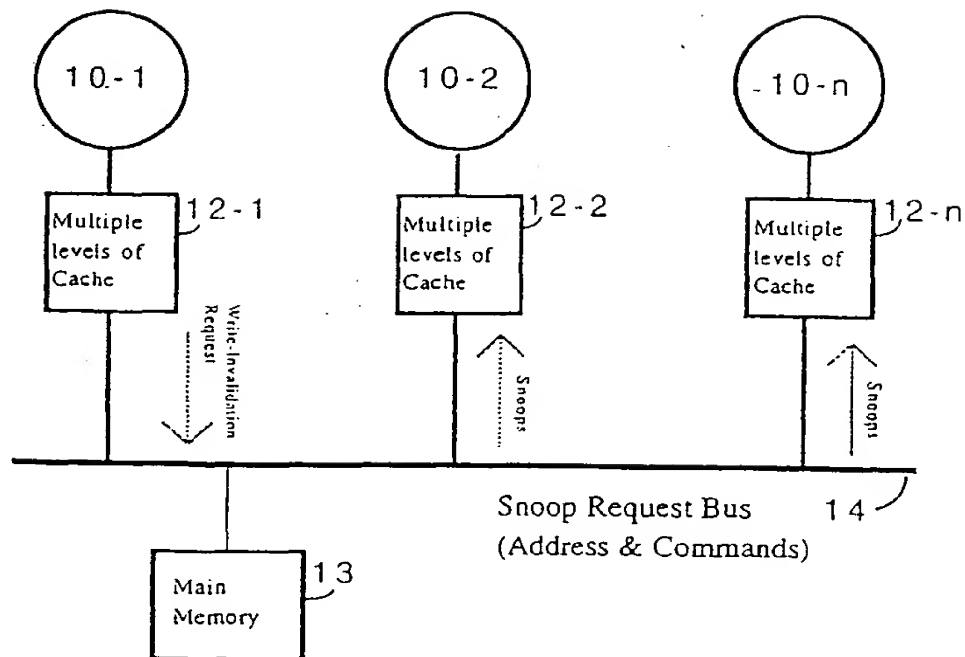 10-1
10-2
10-n
Multiple
levels of
Cache
12-1
Multiple
levels of
Cache
12-2
Multiple
levels of
Cache
12-n
Write-Invalidation
Request
Snoops
Snoops
Snoop Request Bus
(Address & Commands)
14
Main
Memory
13